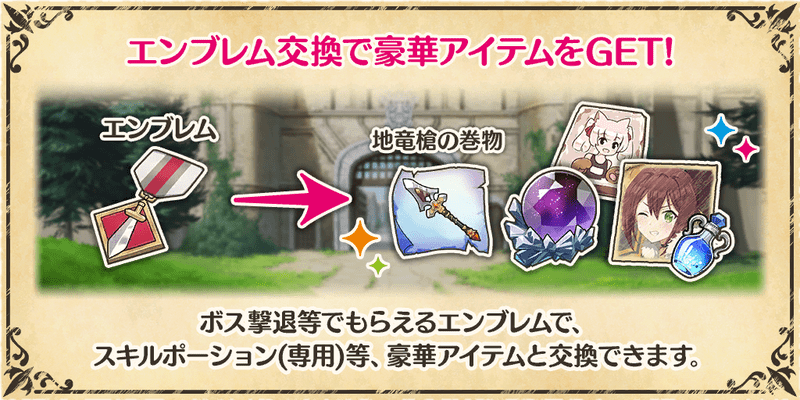 エンブレム交換で豪華アイテムをGET!
エンブレム
地竜槍の巻物
ボス撃退等でもらえるエンブレムで、
スキルポーション(専用)等、豪華アイテムと交換できます。